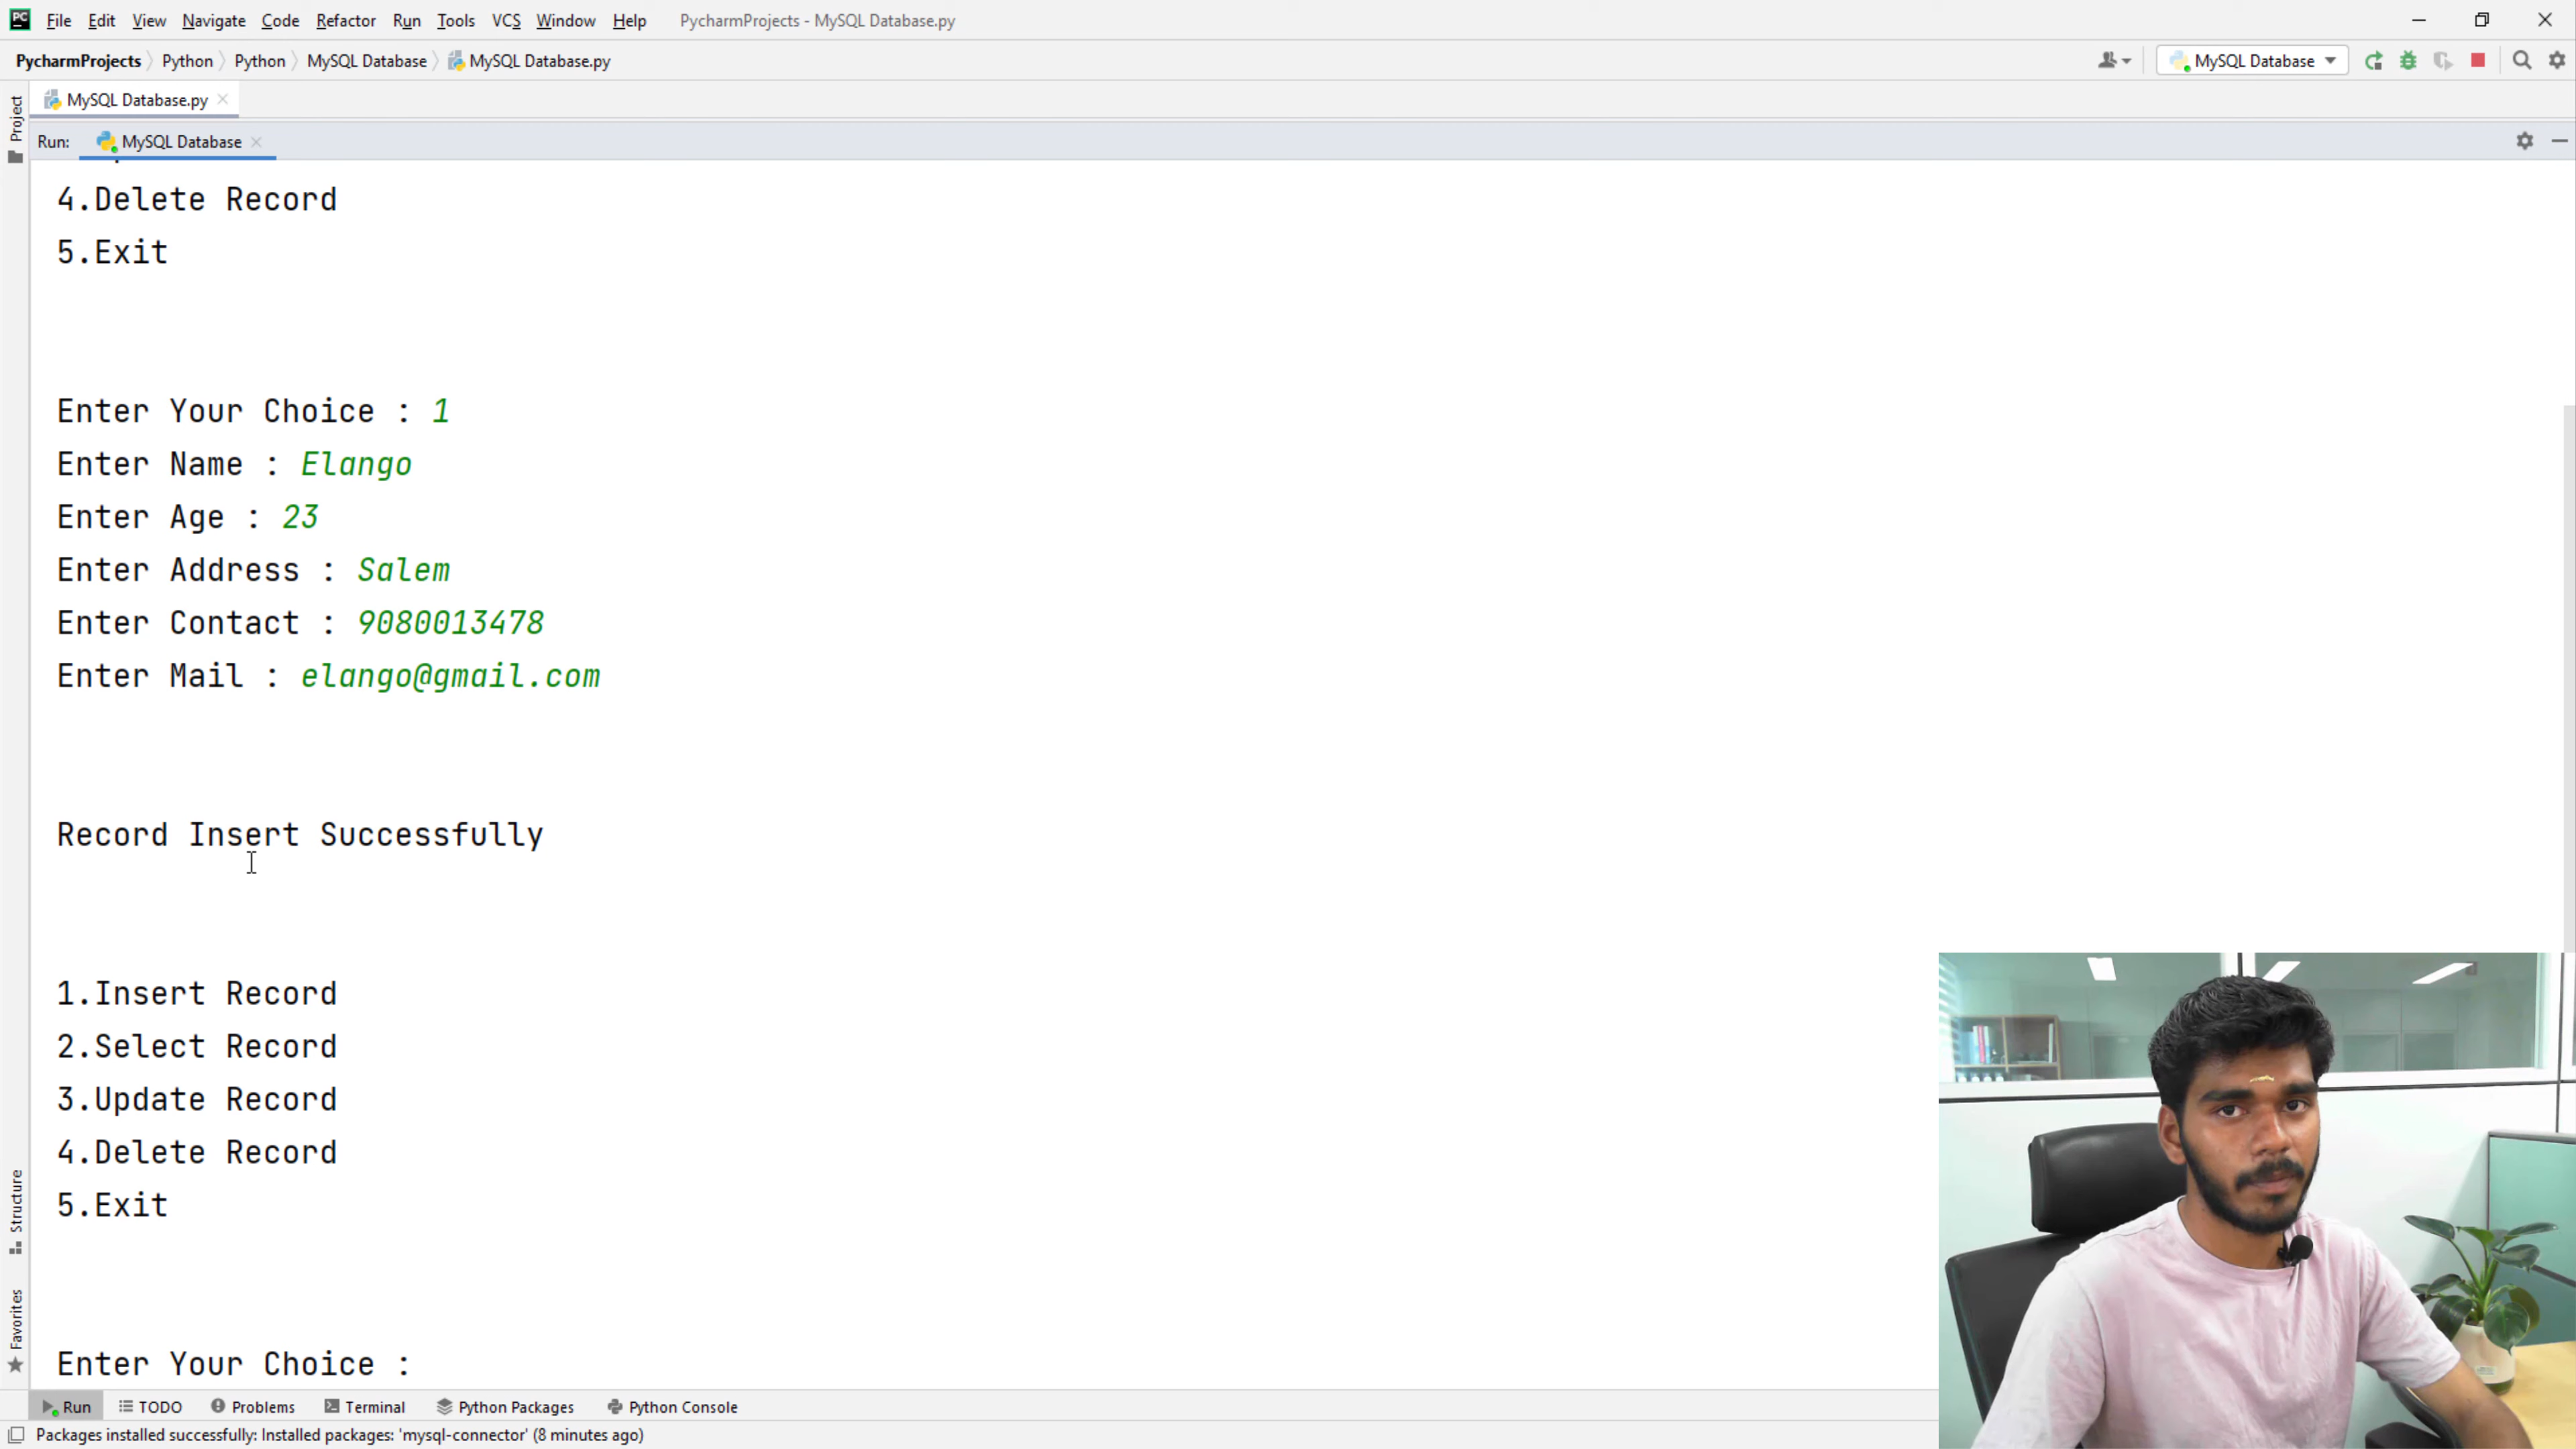 PC File Edit View Navigate Code Refactor Run Tools VCS Window Help PycharmProjects - MySQL Database.py
PycharmProjects Python Python MySQL Database MySQL Database.py MySQL Database
Project
MySQL Database.py
Run: MySQL Database
4.Delete Record
5.Exit
Enter Your Choice : 1
Enter Name : Elango
Enter Age : 23
Enter Address : Salem
Enter Contact : 9080013478
Enter Mail : elango@gmail.com
Record Insert Successfully
1.Insert Record
2.Select Record
3.Update Record
4.Delete Record
5.Exit
Structure
Favorites
Enter Your Choice :
Run TODO Problems Terminal Python Packages Python Console
Packages installed successfully: Installed packages: 'mysql-connector' (8 minutes ago)